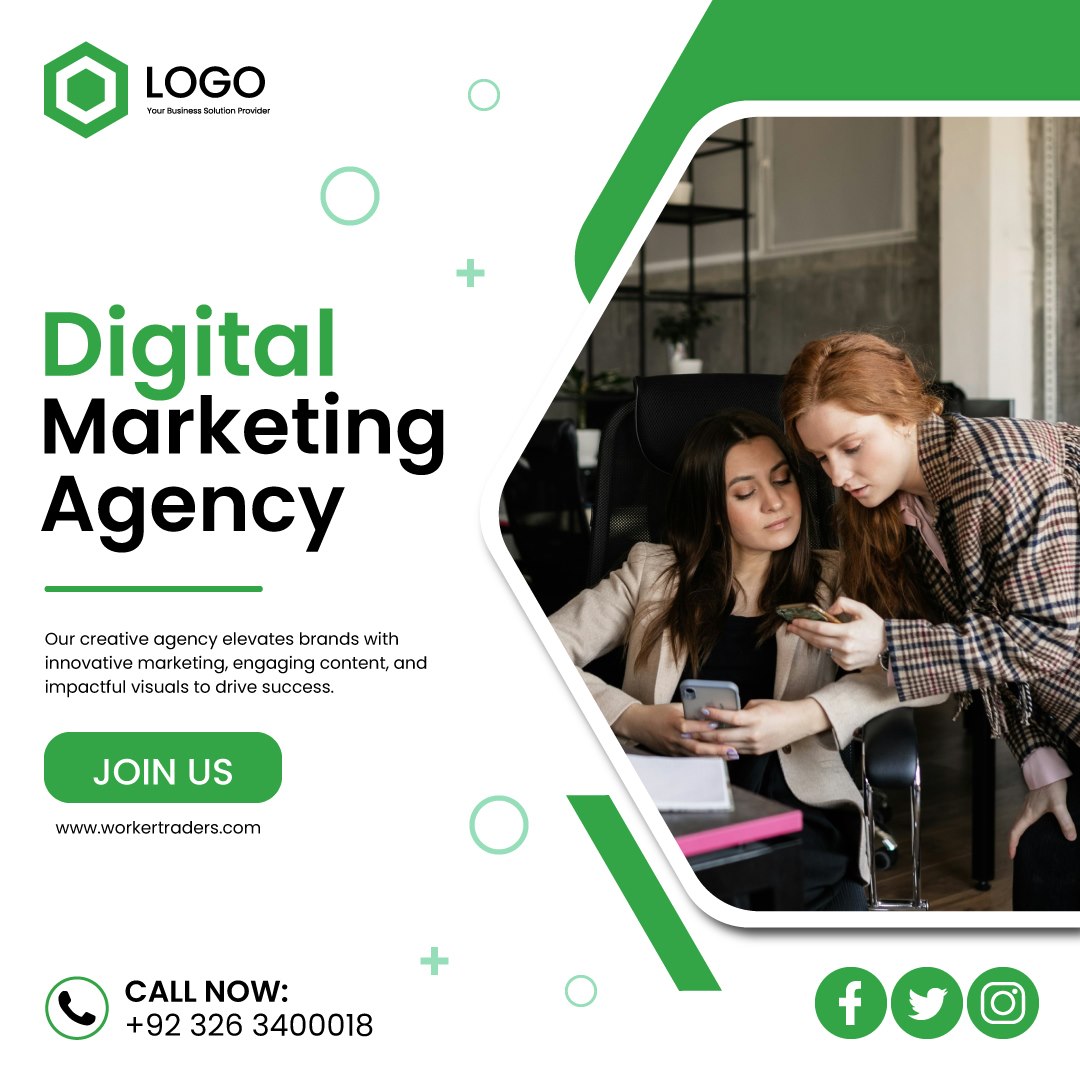 LOGO
Your Business Solution Provider
Digital
Marketing
Agency
Our creative agency elevates brands with
innovative marketing, engaging content, and
impactful visuals to drive success.
JOIN US
www.workertraders.com
CALL NOW:
+92 326 3400018